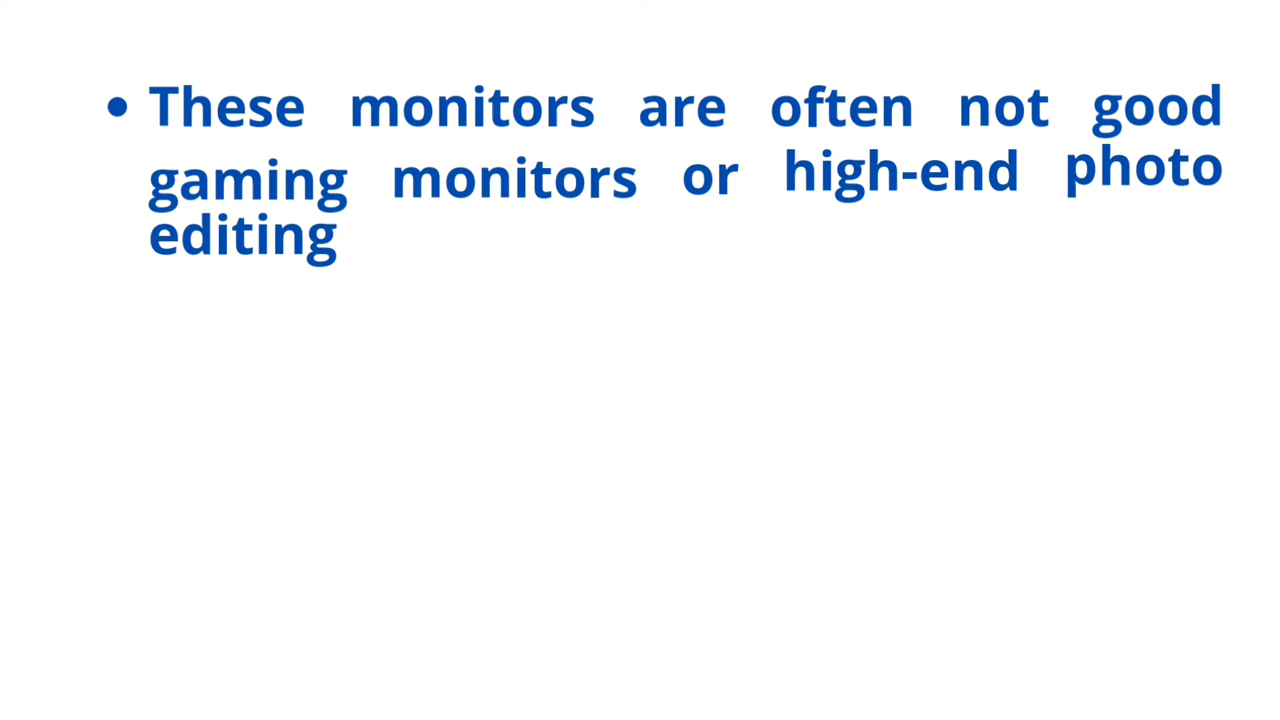 • These monitors are often not good
gaming monitors or high-end photo
editing